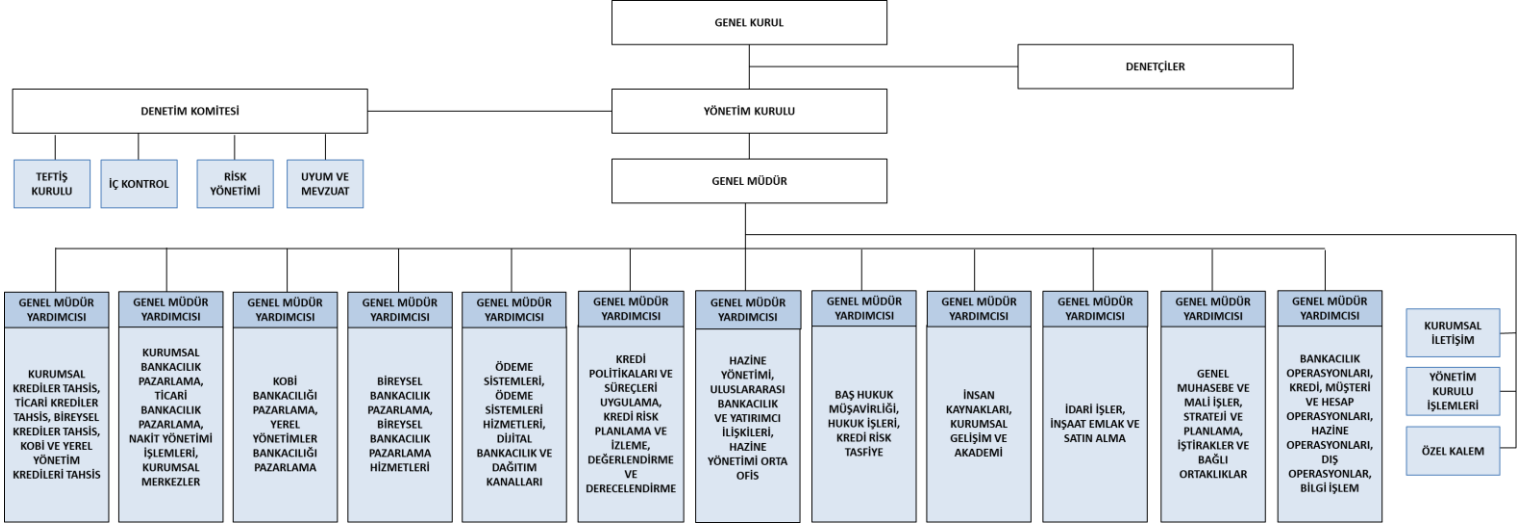 GENEL KURUL
DENETÇİLER
DENETİM KOMİTESİ
YÖNETİM KURULU
TEFTİŞ
KURULU
İÇ KONTROL
RİSK
YÖNETİMİ
UYUM VE
MEVZUAT
GENEL MÜDÜR
GENEL MÜDÜR
YARDIMCISI
KURUMSAL
KREDİLER TAHSİS,
TİCARİ KREDİLER
TAHSİS, BİREYSEL
KREDİLER TAHSİS,
KOBİ VE YEREL
YÖNETİM
KREDİLERİ TAHSİS
GENEL MÜDÜR
YARDIMCISI
KURUMSAL
BANKACILIK
PAZARLAMA,
TİCARİ
BANKACILIK
PAZARLAMA,
NAKİT YÖNETİMİ
İŞLEMLERİ,
KURUMSAL
MERKEZLER
GENEL MÜDÜR
YARDIMCISI
KOBİ
BANKACILIĞI
PAZARLAMA,
YEREL
YÖNETİMLER
BANKACILIĞI
PAZARLAMA
GENEL MÜDÜR
YARDIMCISI
BİREYSEL
BANKACILIK
PAZARLAMA,
BİREYSEL
BANKACILIK
PAZARLAMA
HİZMETLERİ
GENEL MÜDÜR
YARDIMCISI
ÖDEME
SİSTEMLERİ,
ÖDEME
SİSTEMLERİ
HİZMETLERİ,
DİJİTAL
BANKACILIK VE
DAĞITIM
KANALLARI
GENEL MÜDÜR
YARDIMCISI
KREDİ
POLİTİKALARI VE
SÜREÇLERİ
UYGULAMA,
KREDİ RİSK
PLANLAMA VE
İZLEME,
DEĞERLENDİRME
VE
DERECELENDİRME
GENEL MÜDÜR
YARDIMCISI
HAZİNE
YÖNETİMİ,
ULUSLARARASI
BANKACILIK
VE YATIRIMCI
İLİŞKİLERİ,
HAZİNE
YÖNETİMİ ORTA
OFİS
GENEL MÜDÜR
YARDIMCISI
BAŞ HUKUK
MÜŞAVİRLİĞİ,
HUKUK İŞLERİ,
KREDİ RİSK
TASFİYE
GENEL MÜDÜR
YARDIMCISI
İNSAN
KAYNAKLARI,
KURUMSAL
GELİŞİM VE
AKADEMİ
GENEL MÜDÜR
YARDIMCISI
İDARİ İŞLER,
İNŞAAT EMLAK VE
SATIN ALMA
GENEL MÜDÜR
YARDIMCISI
GENEL
MUHASEBE VE
MALİ İŞLER,
STRATEJİ VE
PLANLAMA,
İŞTİRAKLER VE
BAĞLI
ORTAKLIKLAR
GENEL MÜDÜR
YARDIMCISI
BANKACILIK
OPERASYONLARI,
KREDİ, MÜŞTERİ
VE HESAP
OPERASYONLARI,
HAZİNE
OPERASYONLARI,
DIŞ
OPERASYONLAR,
BİLGİ İŞLEM
KURUMSAL
İLETİŞİM
YÖNETİM
KURULU
İŞLEMLERİ
ÖZEL KALEM